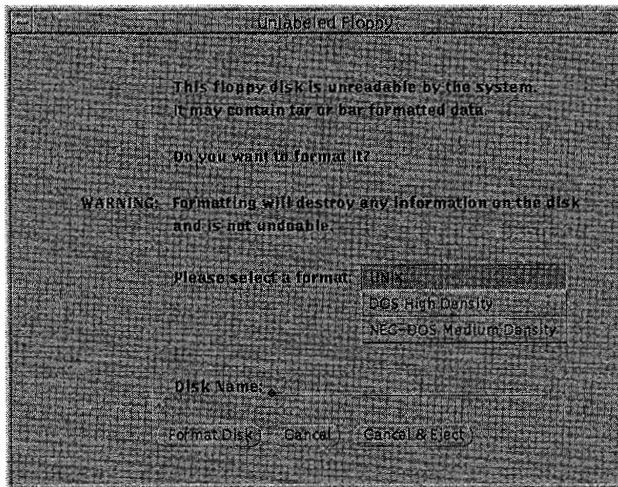 Unlabeled Floppy
This floppy disk is unreadable by the system.
It may contain tar or bar formatted data.
Do you want to format it?
WARNING: Formatting will destroy any information on the disk
and is not undoable.
Please select a format: UNIX
DOS High Density
NEC-DOS Medium Density
Disk Name:
Format Disk Cancel Cancel & Eject